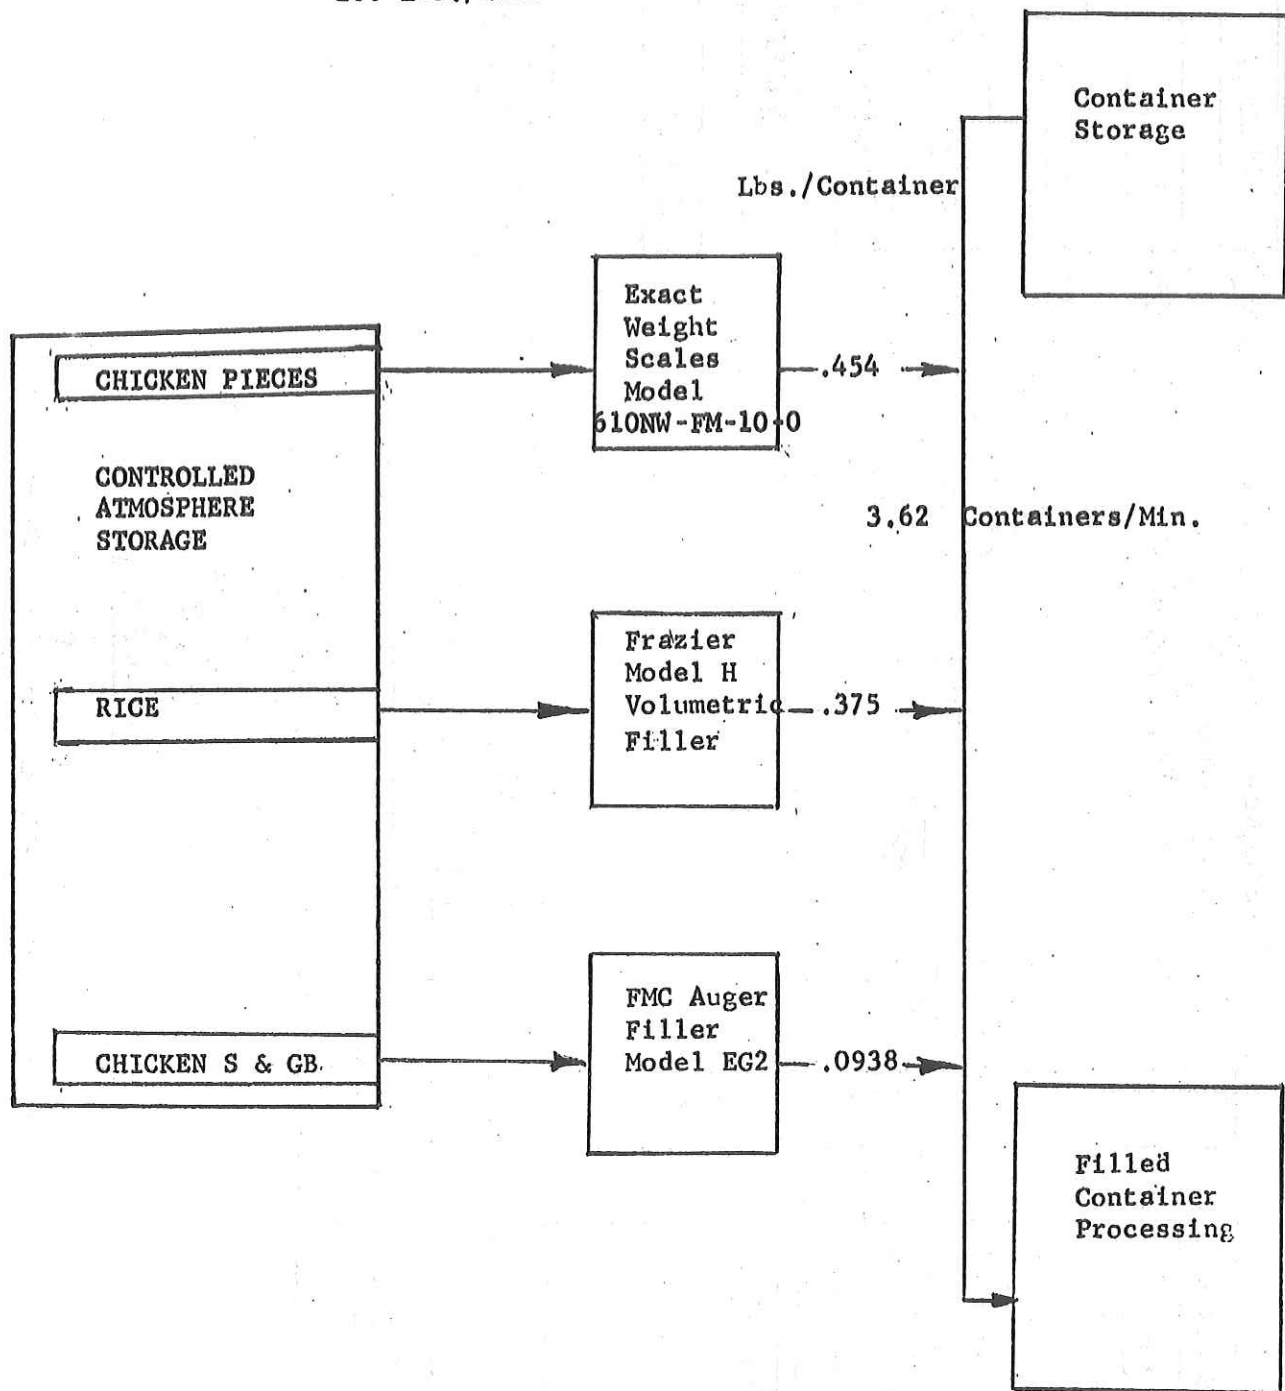 Container
Storage
Lbs./Container
Exact
Weight
Scales
Model
610NW-FM-10-0
.454
CHICKEN PIECES
CONTROLLED
ATMOSPHERE
STORAGE
3.62 Containers/Min.
Frazier
Model H
Volumetric
Filler
.375
RICE
FMC Auger
Filler
Model EG2
.0938
CHICKEN S & GB
Filled
Container
Processing